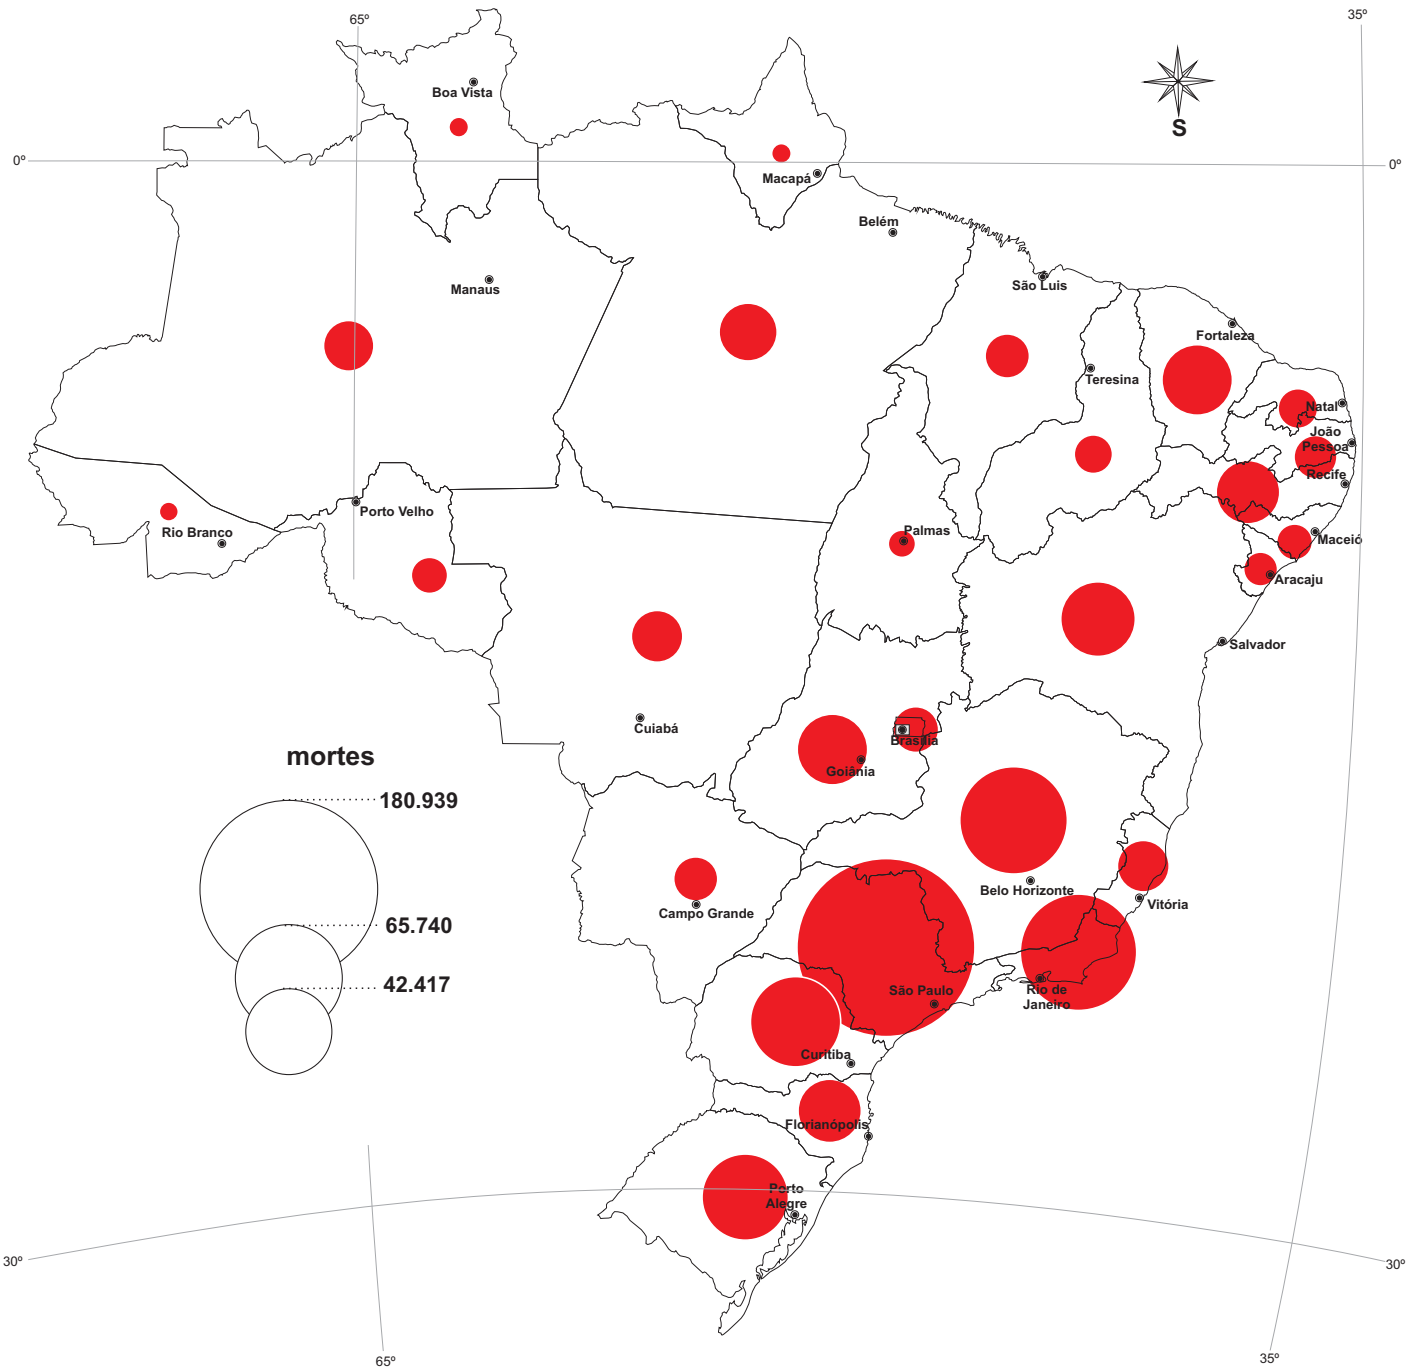 65º
35º
Boa Vista
S
0º
0º
Macapá
Belém
Manaus
São Luis
Fortaleza
Teresina
Natal
João
Pessoa
Recife
Porto Velho
Rio Branco
Palmas
Maceió
Aracaju
Salvador
Cuiabá
Brasília
Goiânia
mortes
180.939
65.740
42.417
Belo Horizonte
Vitória
Campo Grande
São Paulo
Rio de
Janeiro
Curitiba
Florianópolis
Porto
Alegre
30º
30º
65º
35º